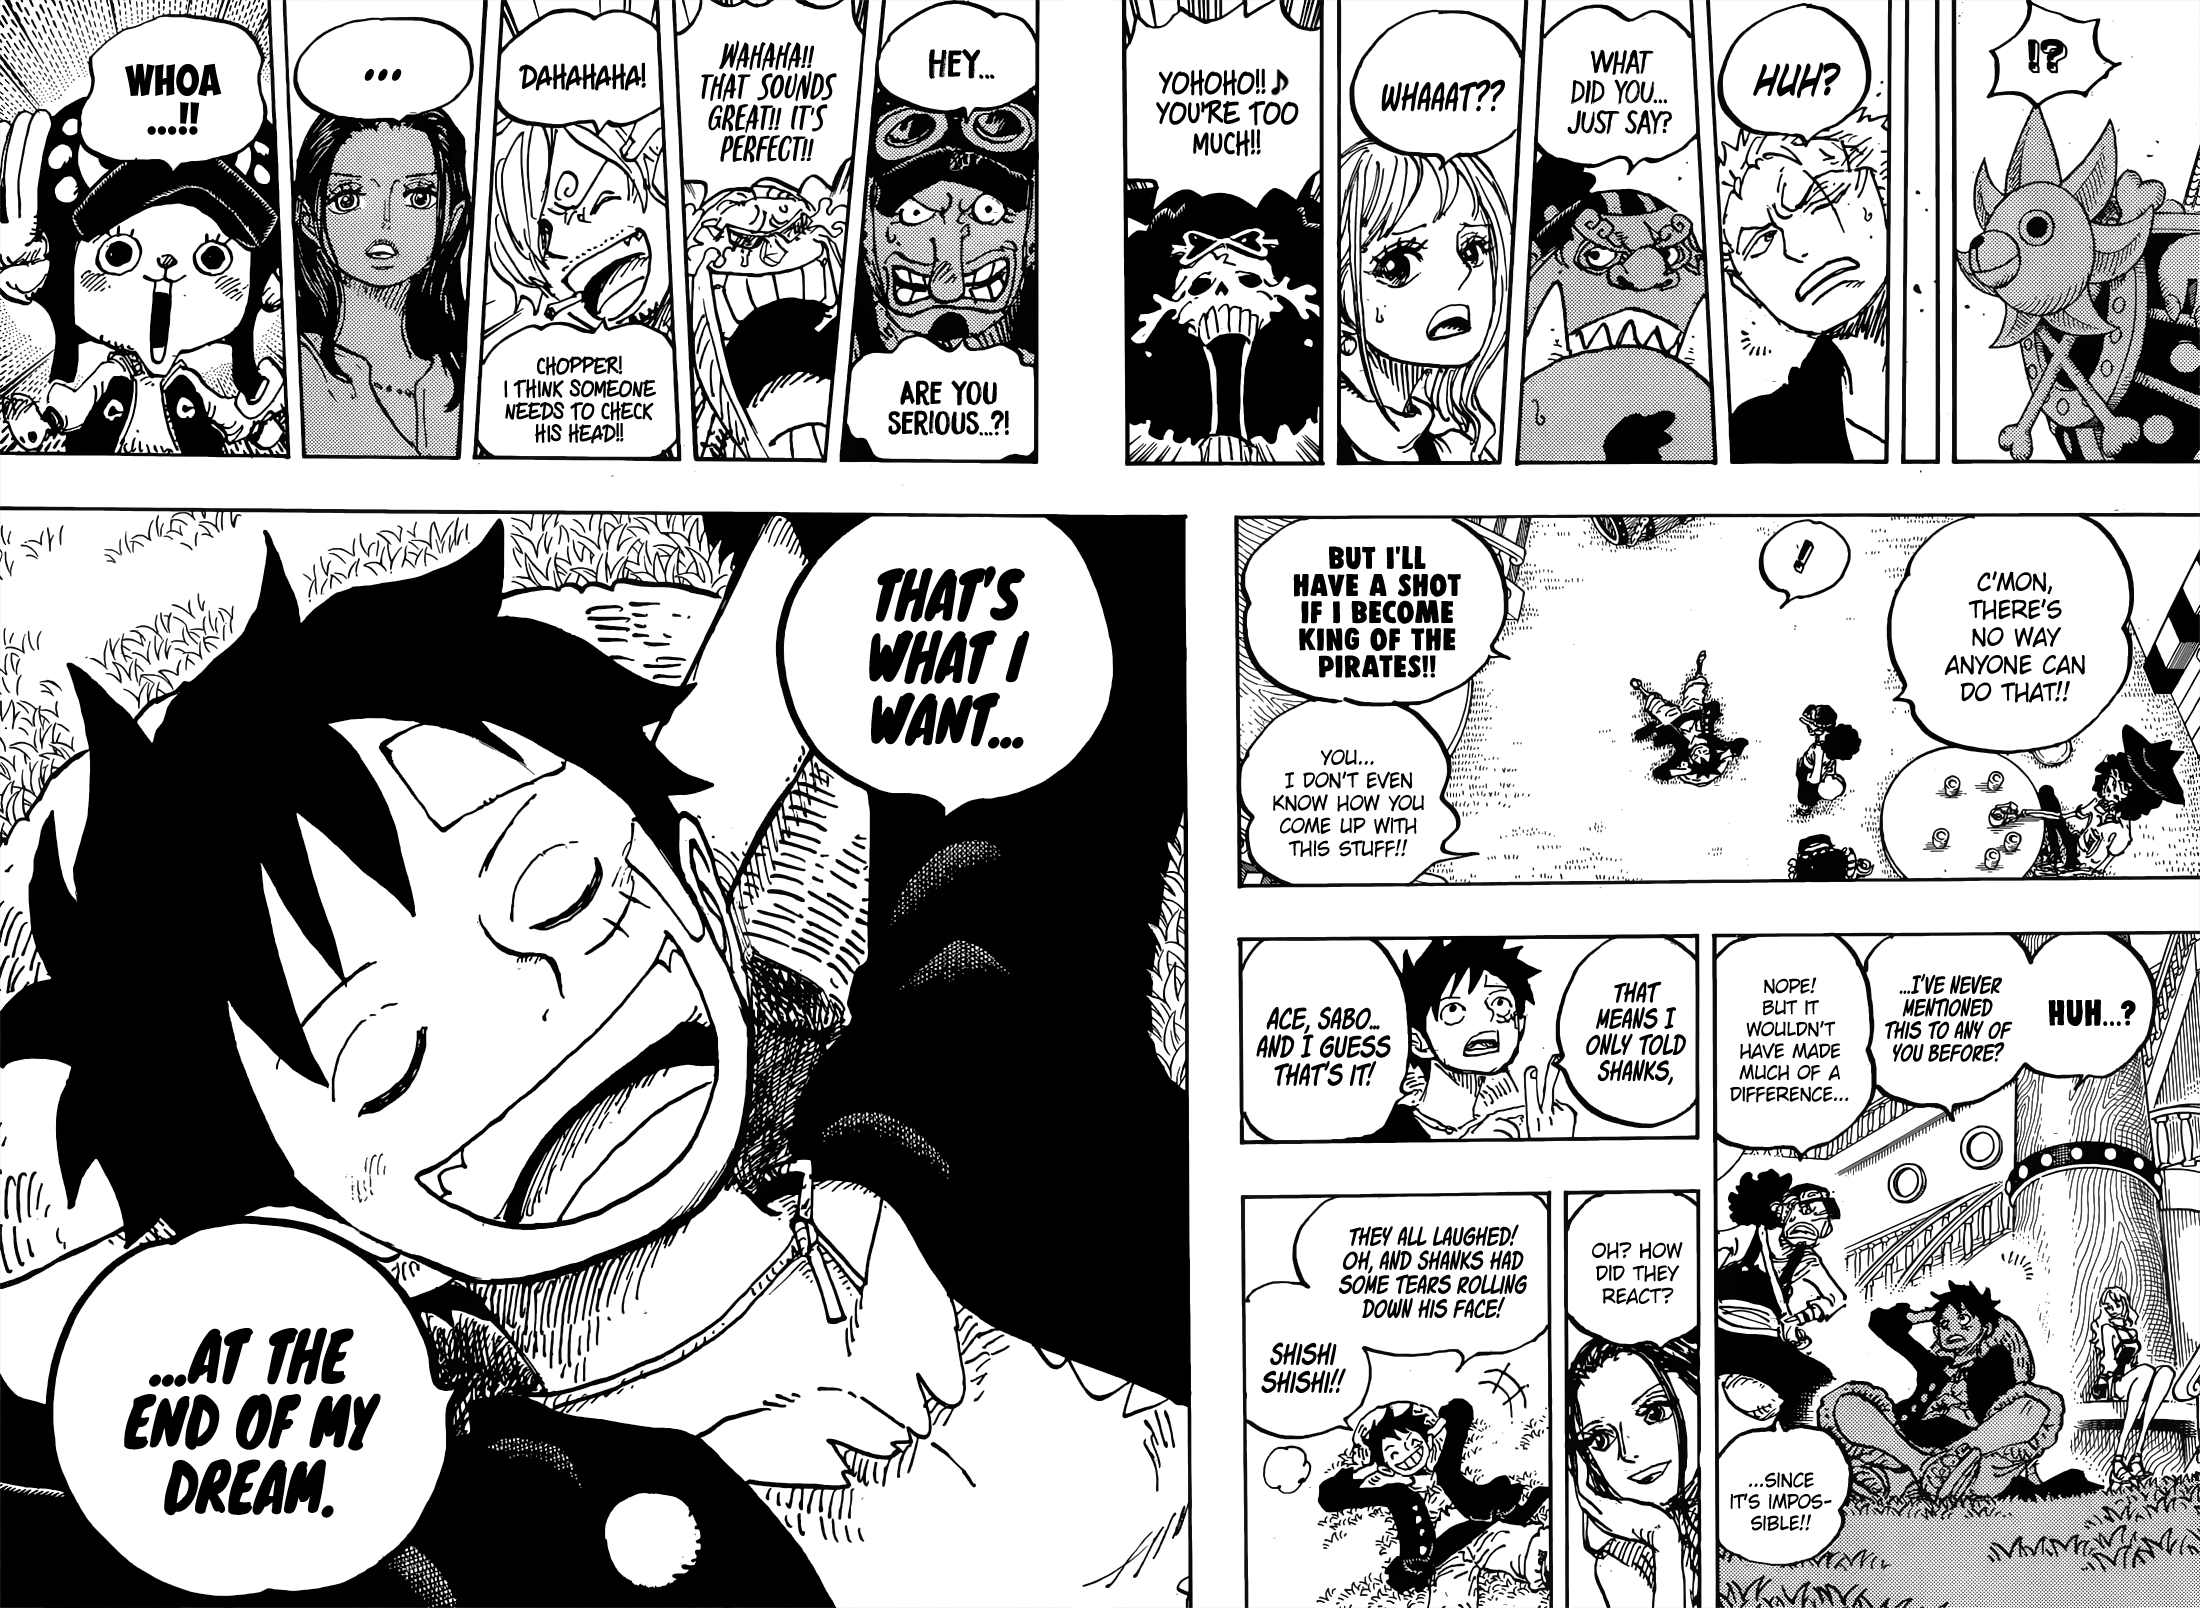 !?
HUH?
WHAT
DID YOU...
JUST SAY?
WHAAAT??
YOHOHO!!♪
YOU'RE TOO
MUCH!!
HEY...
ARE YOU
SERIOUS...?!
WAHAHA!!
THAT SOUNDS
GREAT!! IT'S
PERFECT!!
DAHAHAHA!
CHOPPER!
I THINK SOMEONE
NEEDS TO CHECK
HIS HEAD!!
...
WHOA
...!!
C'MON,
THERE'S
NO WAY
ANYONE CAN
DO THAT!!
!
BUT I'LL
HAVE A SHOT
IF I BECOME
KING OF THE
PIRATES!!
YOU...
I DON'T EVEN
KNOW HOW YOU
COME UP WITH
THIS STUFF!!
HUH...?
...I'VE NEVER
MENTIONED
THIS TO ANY OF
YOU BEFORE?
NOPE!
BUT IT
WOULDN'T
HAVE MADE
MUCH OF A
DIFFERENCE...
...SINCE
IT'S IMPOS-
SIBLE!!
THAT
MEANS I
ONLY TOLD
SHANKS,
ACE, SABO...
AND I GUESS
THAT'S IT!
OH? HOW
DID THEY
REACT?
THEY ALL LAUGHED!
OH, AND SHANKS HAD
SOME TEARS ROLLING
DOWN HIS FACE!
SHISHI
SHISHI!!
THAT'S
WHAT I
WANT...
...AT THE
END OF MY
DREAM.